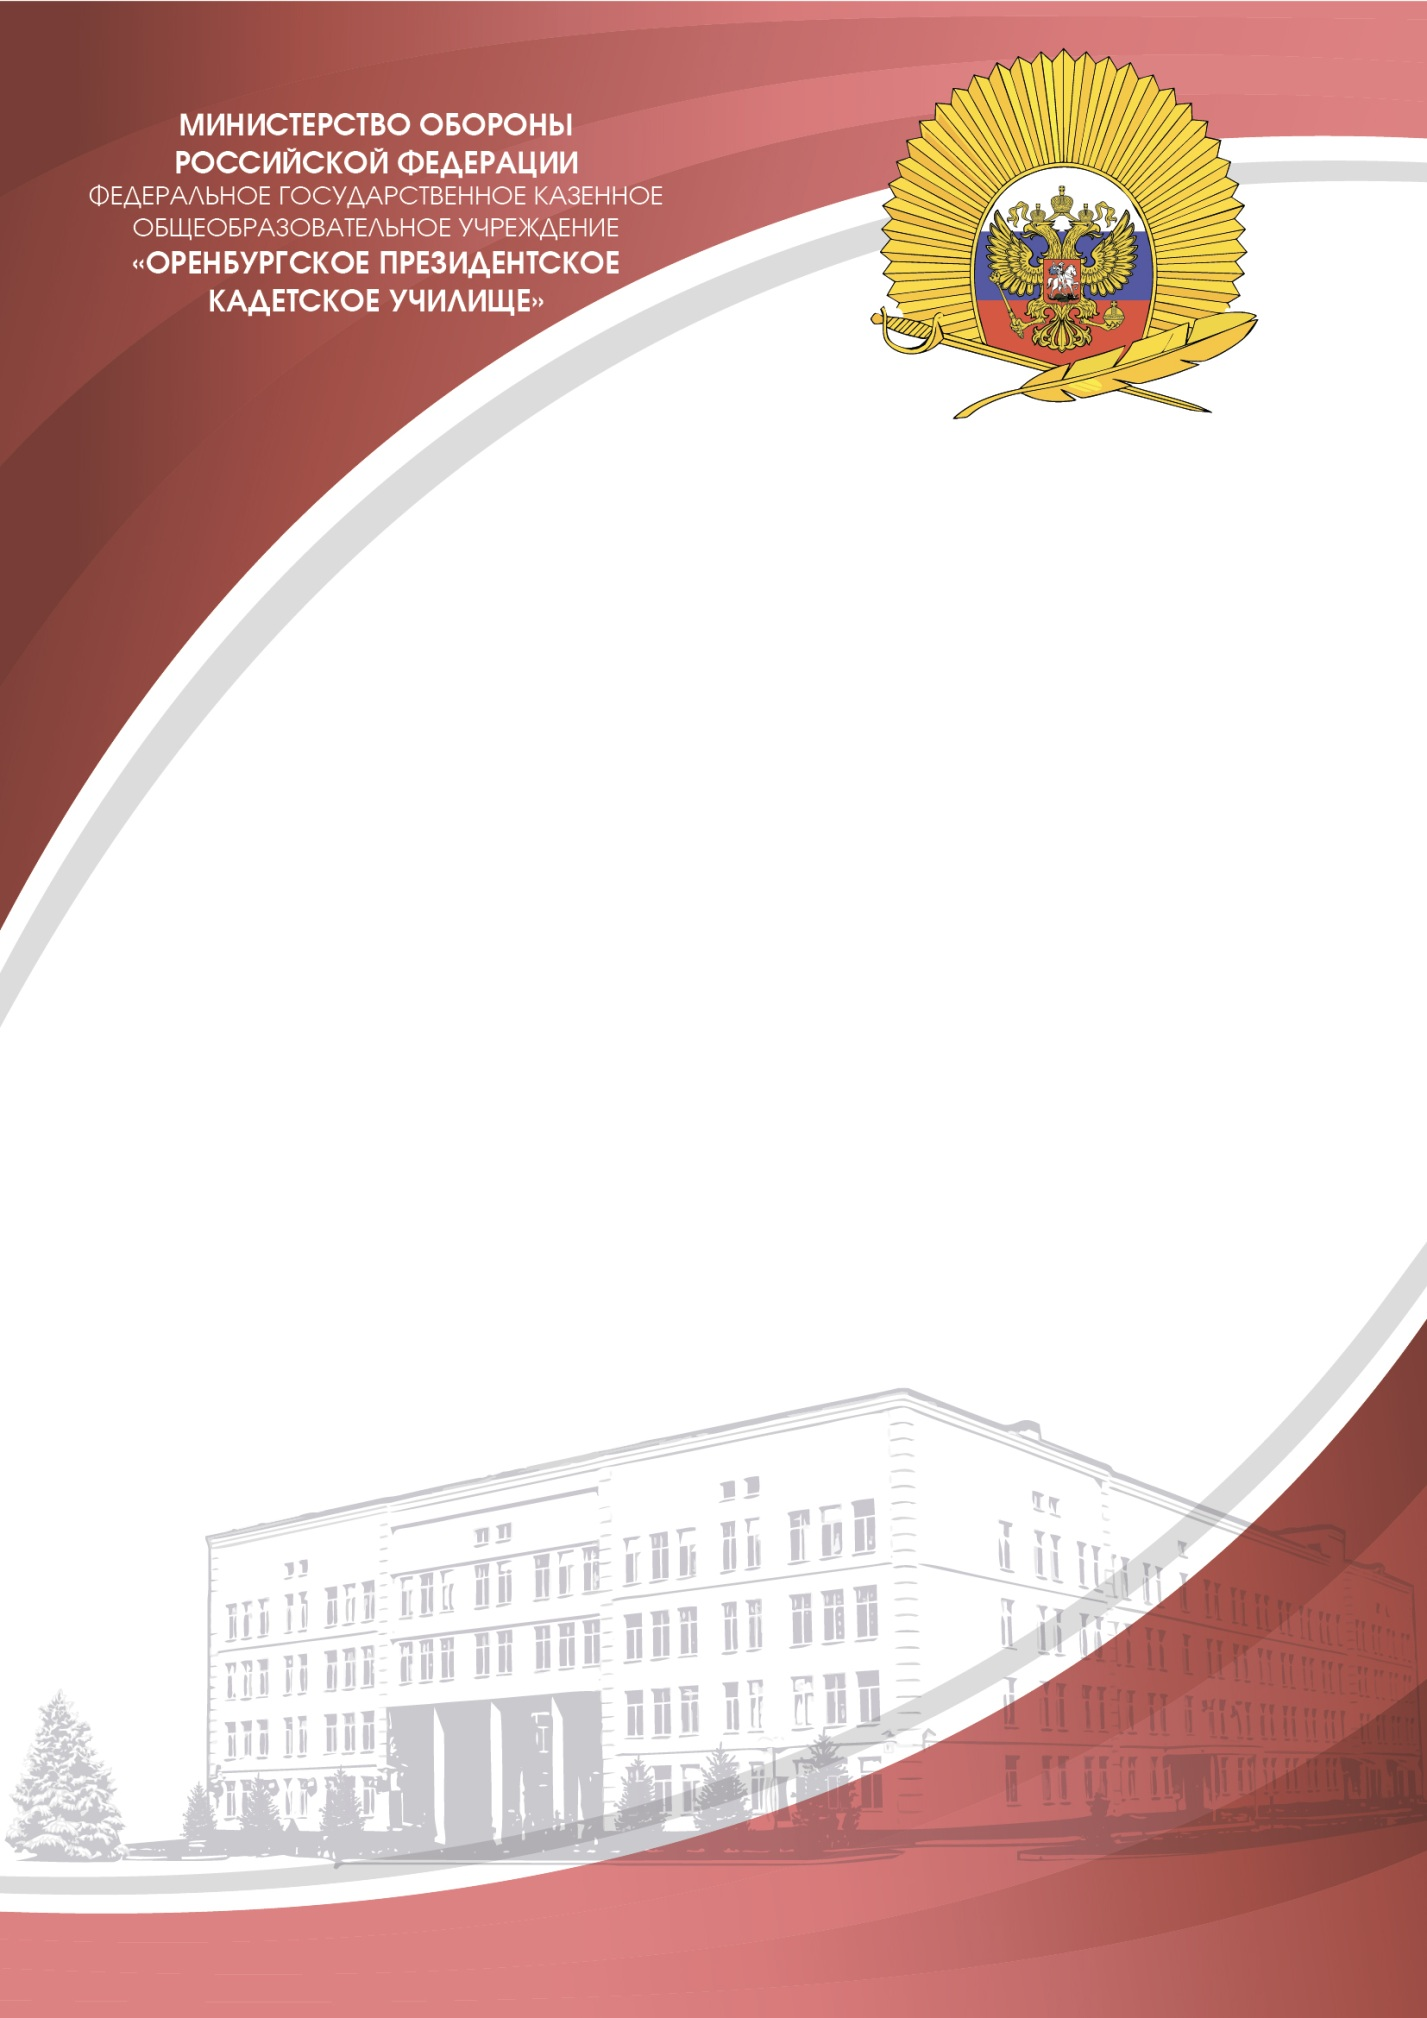 МИНИСТЕРСТВО ОБОРОНЫ
РОССИЙСКОЙ ФЕДЕРАЦИИ
ФЕДЕРАЛЬНОЕ ГОСУДАРСТВЕННОЕ КАЗЕННОЕ
ОБЩЕОБРАЗОВАТЕЛЬНОЕ УЧРЕЖДЕНИЕ
«ОРЕНБУРГСКОЕ ПРЕЗИДЕНТСКОЕ
КАДЕТСКОЕ УЧИЛИЩЕ»